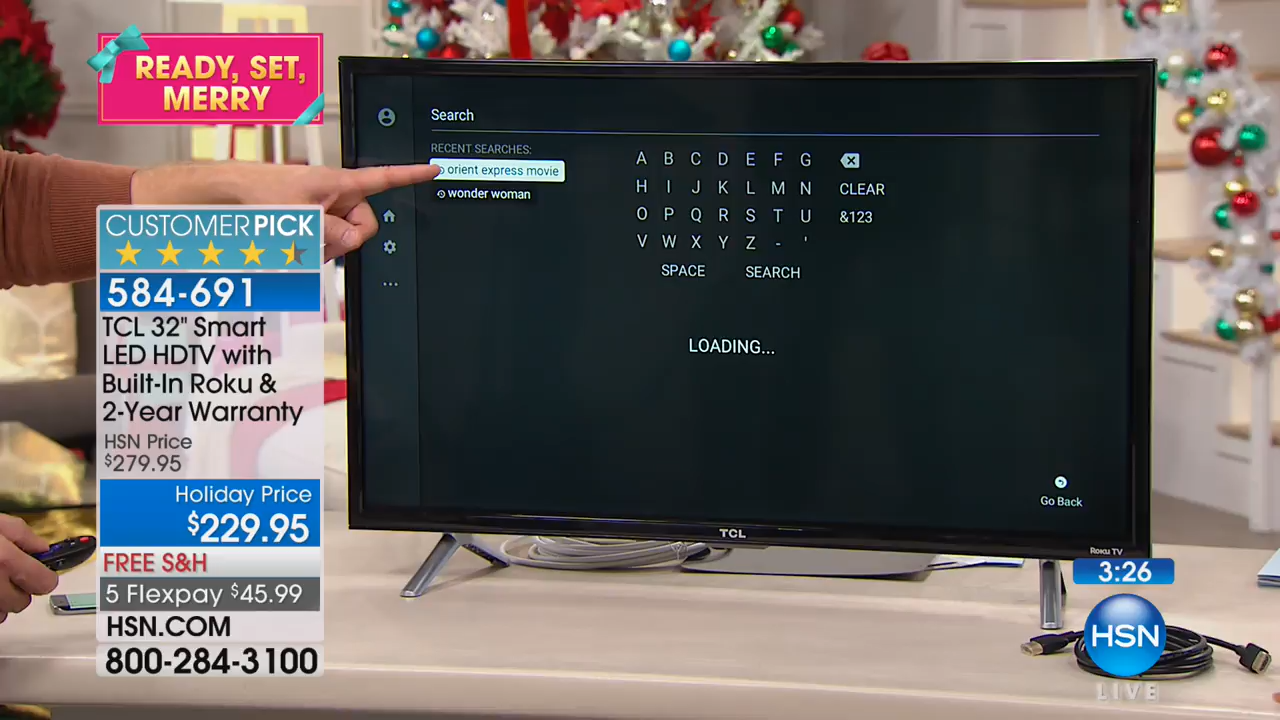 READY, SET,
MERRY
CUSTOMER PICK
584-691
TCL 32" Smart
LED HDTV with
Built-In Roku &
2-Year Warranty
HSN Price
$279.95
Holiday Price
$229.95
FREE S&H
5 Flexpay $45.99
HSN.COM
800-284-3100
Search
RECENT SEARCHES:
orient express movie
wonder woman
A B C D E F G
H I J K L M N CLEAR
O P Q R S T U &123
V W X Y Z - '
SPACE SEARCH
LOADING...
Go Back
TCL
Roku TV
3:26
HSN
LIVE